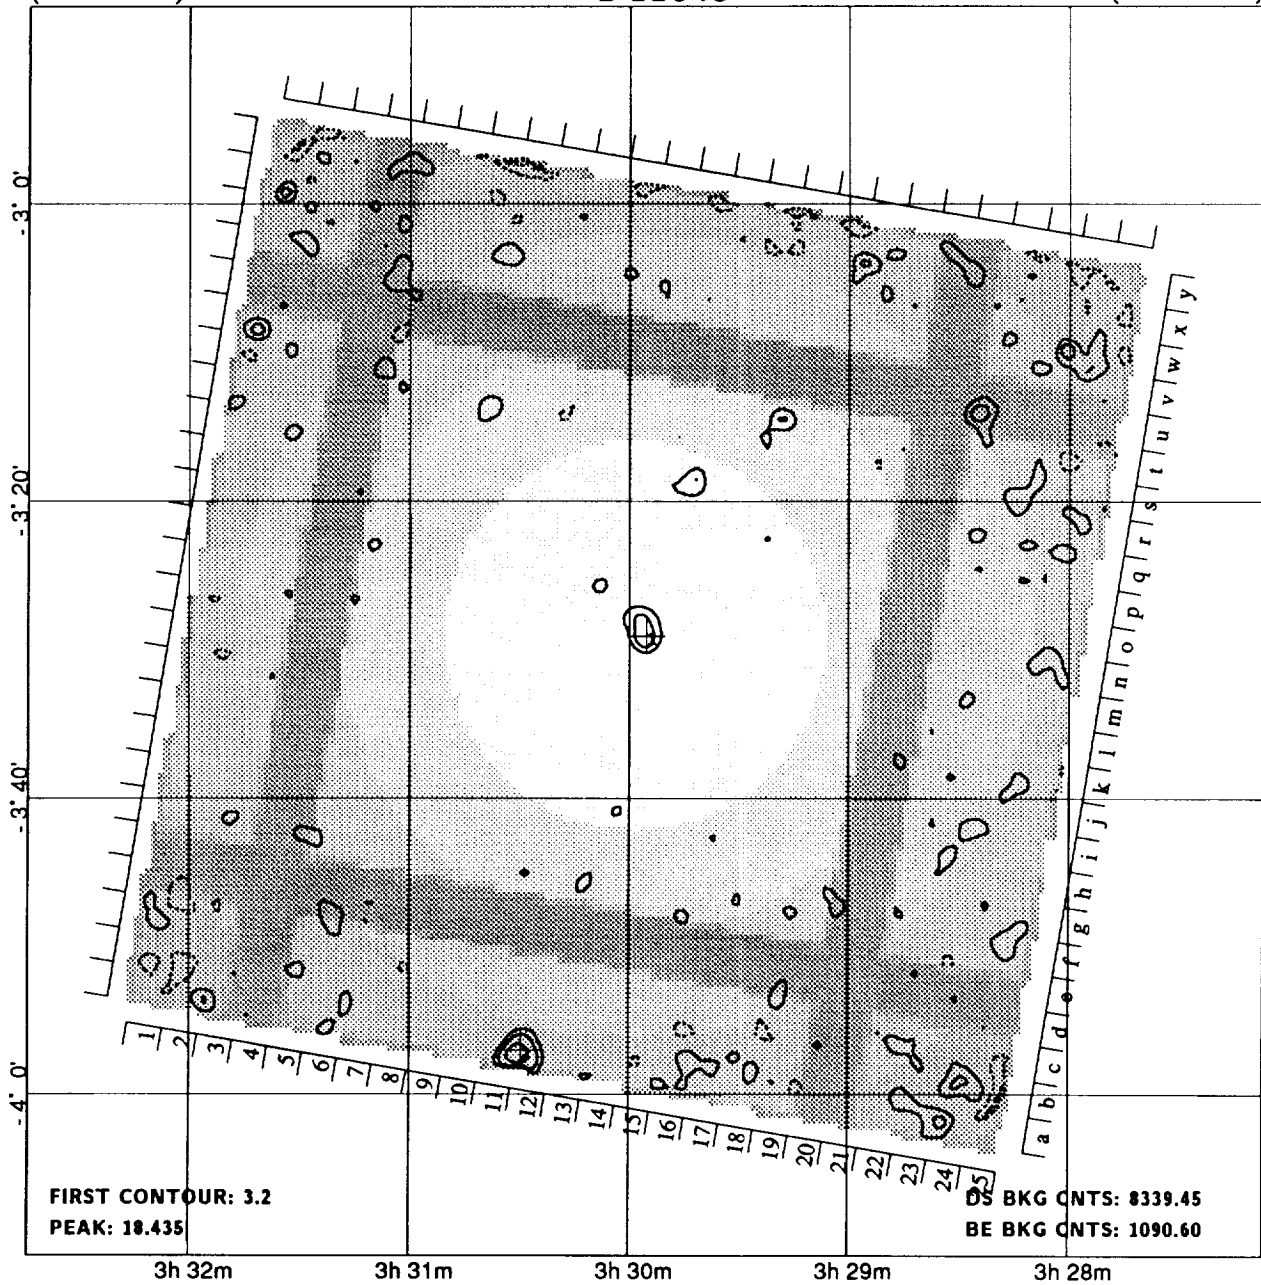 - 3° 0'
- 3° 20'
- 3° 40'
- 4° 0'
y
x
w
v
u
t
s
r
q
p
o
n
m
l
k
j
i
h
g
f
e
d
c
b
a
1 2 3 4 5 6 7 8 9 10 11 12 13 14 15 16 17 18 19 20 21 22 23 24 25
FIRST CONTOUR: 3.2
PEAK: 18.435
DS BKG CNTS: 8339.45
BE BKG CNTS: 1090.60
3h 32m 3h 31m 3h 30m 3h 29m 3h 28m